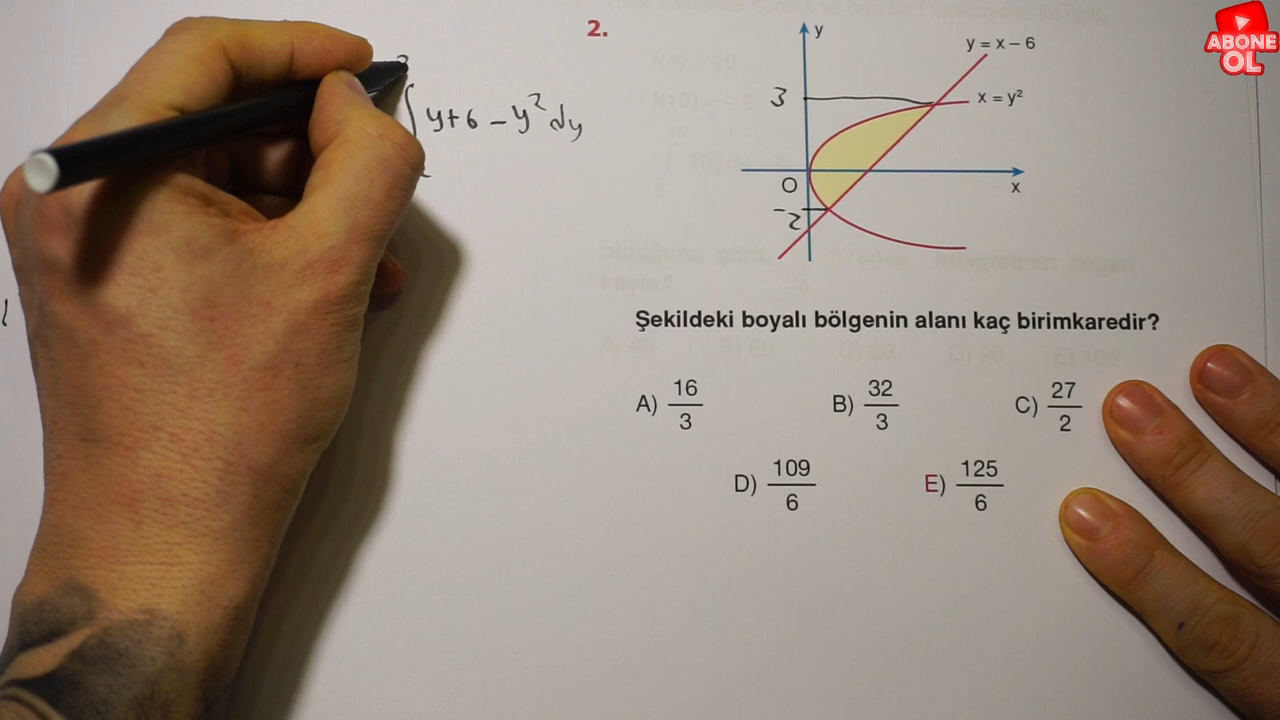 ABONE
OL
2.
y
y = x – 6
x = y²
3
O
x
-2
∫ y+6 - y² dy
Şekildeki boyalı bölgenin alanı kaç birimkaredir?
A) 16/3 B) 32/3 C) 27/2
D) 109/6 E) 125/6